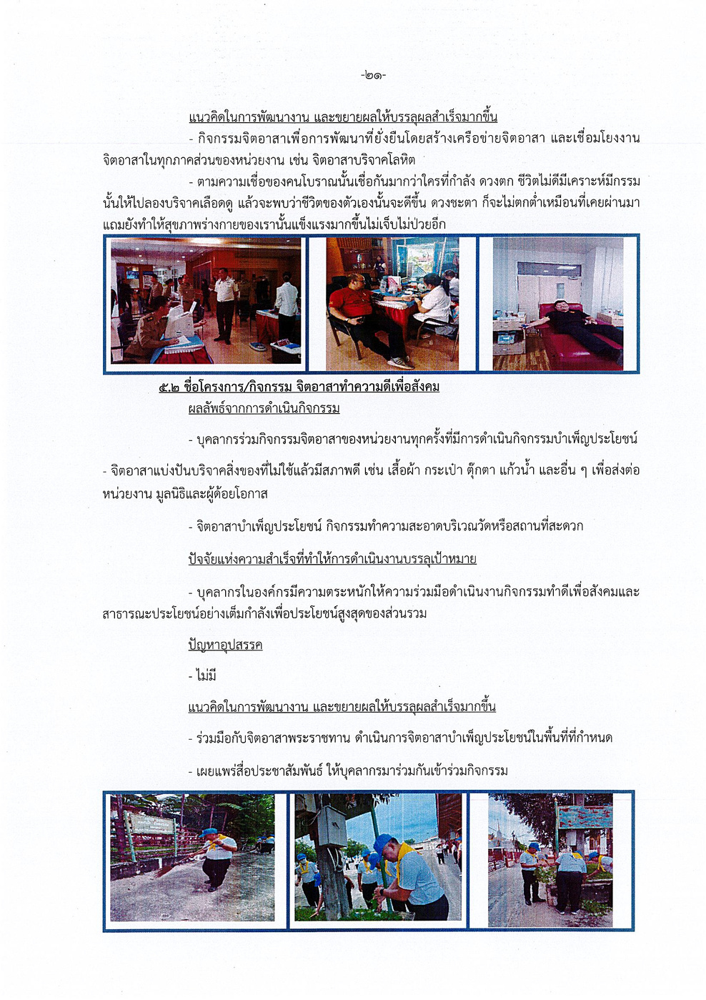 -๒๑-
แนวคิดในการพัฒนางาน และขยายผลให้บรรลุผลสำเร็จมากขึ้น
- กิจกรรมจิตอาสาเพื่อการพัฒนาที่ยั่งยืนโดยสร้างเครือข่ายจิตอาสา และเชื่อมโยงงาน
จิตอาสาในทุกภาคส่วนของหน่วยงาน เช่น จิตอาสาบริจาคโลหิต
- ตามความเชื่อของคนโบราณนั้นเชื่อกันมากว่าใครที่กำลัง ดวงตก ชีวิตไม่ดีมีเคราะห์มีกรรม
นั้นให้ไปลองบริจาคเลือดดู แล้วจะพบว่าชีวิตของตัวเองนั้นจะดีขึ้น ดวงชะตา ก็จะไม่ตกต่ำเหมือนที่เคยผ่านมา
แถมยังทำให้สุขภาพร่างกายของเรานั้นแข็งแรงมากขึ้นไม่เจ็บไม่ป่วยอีก
๕.๒ ชื่อโครงการ/กิจกรรม จิตอาสาทำความดีเพื่อสังคม
ผลลัพธ์จากการดำเนินกิจกรรม
- บุคลากรร่วมกิจกรรมจิตอาสาของหน่วยงานทุกครั้งที่มีการดำเนินกิจกรรมบำเพ็ญประโยชน์
- จิตอาสาแบ่งปันบริจาคสิ่งของที่ไม่ใช้แล้วมีสภาพดี เช่น เสื้อผ้า กระเป๋า ตุ๊กตา แก้วน้ำ และอื่น ๆ เพื่อส่งต่อ
หน่วยงาน มูลนิธิและผู้ด้อยโอกาส
- จิตอาสาบำเพ็ญประโยชน์ กิจกรรมทำความสะอาดบริเวณวัดหรือสถานที่สะดวก
ปัจจัยแห่งความสำเร็จที่ทำให้การดำเนินงานบรรลุเป้าหมาย
- บุคลากรในองค์กรมีความตระหนักให้ความร่วมมือดำเนินงานกิจกรรมทำดีเพื่อสังคมและ
สาธารณะประโยชน์อย่างเต็มกำลังเพื่อประโยชน์สูงสุดของส่วนรวม
ปัญหาอุปสรรค
- ไม่มี
แนวคิดในการพัฒนางาน และขยายผลให้บรรลุผลสำเร็จมากขึ้น
- ร่วมมือกับจิตอาสาพระราชทาน ดำเนินการจิตอาสาบำเพ็ญประโยชน์ในพื้นที่ที่กำหนด
- เผยแพร่สื่อประชาสัมพันธ์ ให้บุคลากรมาร่วมกันเข้าร่วมกิจกรรม